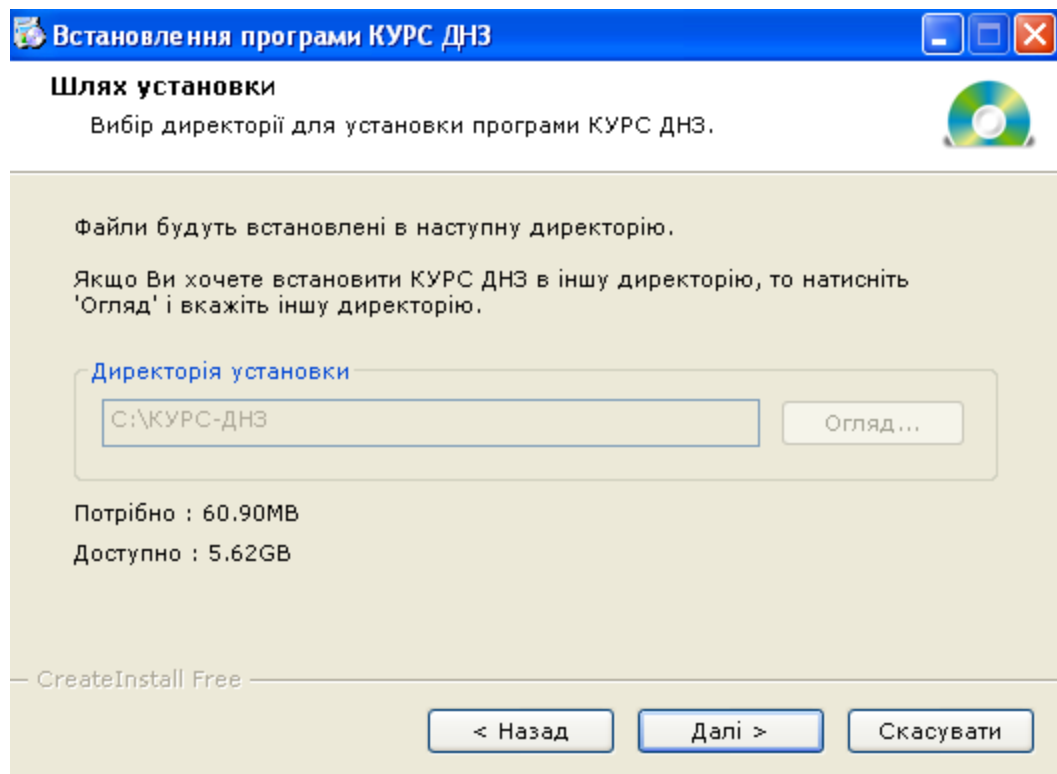 Встановлення програми КУРС ДНЗ
Шлях установки
Вибір директорії для установки програми КУРС ДНЗ.
Файли будуть встановлені в наступну директорію.
Якщо Ви хочете встановити КУРС ДНЗ в іншу директорію, то натисніть
'Огляд' і вкажіть іншу директорію.
Директорія установки
C:\КУРС-ДНЗ
Огляд...
Потрібно : 60.90MB
Доступно : 5.62GB
CreateInstall Free
< Назад
Далі >
Скасувати